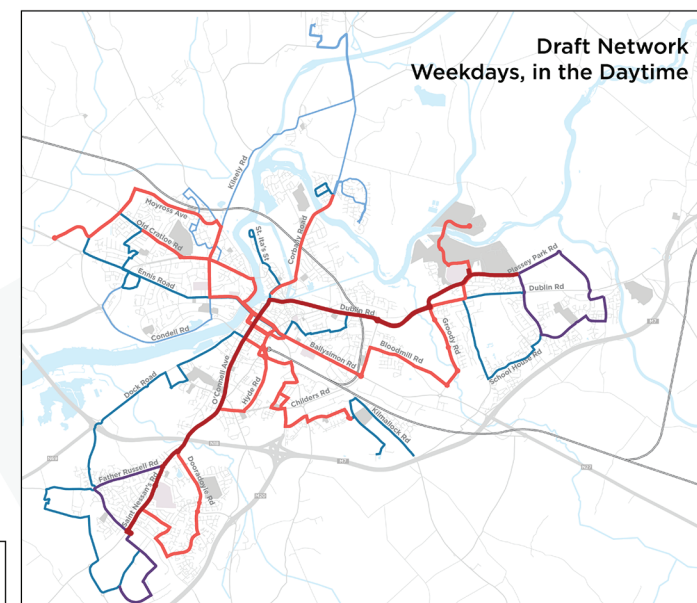 Draft Network
Weekdays, in the Daytime
Kileely Rd
Moyross Ave
Old Cratloe Rd
St. Ita's St
Corbally Road
Ennis Road
Plassey Park Rd
Dublin Rd
Dublin Rd
Condell Rd
Groody Rd
Ballysimon Rd
Bloodmill Rd
School House Rd
Dock Road
O'Connell Ave
Hyde Rd
Childers Rd
Kilmallock Rd
Father Russell Rd
Dooradoyle Rd
Saint Nessan's Rd